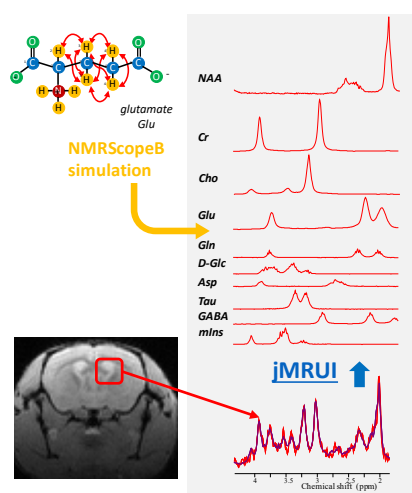 O
O
H
H
H
C
C
C
C
C
O
O
-
H
H
H
N
H
H
H
glutamate
Glu
NMRScopeB
simulation
NAA
Cr
Cho
Glu
Gln
D-Glc
Asp
Tau
GABA
mIns
jMRUI
4
3.5
3
2.5
2
Chemical shift (ppm)